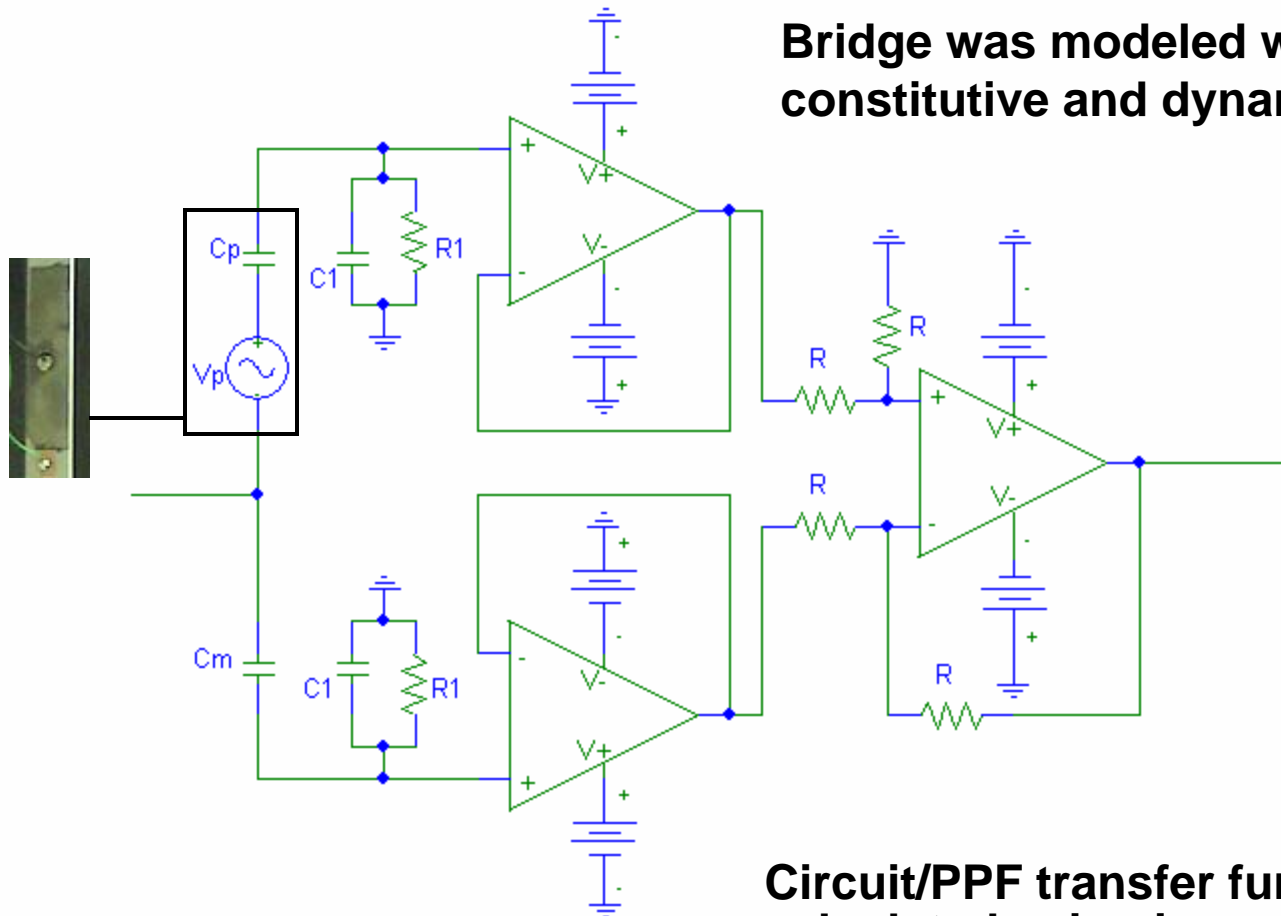 Bridge was modeled w
constitutive and dyna
-
+
+
V+
V-
-
-
+
Cp
C1
R1
Vp
+
-
R
R
-
+
+
V+
R
V-
-
-
+
+
-
Cm
C1
R1
-
V-
V+
+
+
-
R
Circuit/PPF transfer fu